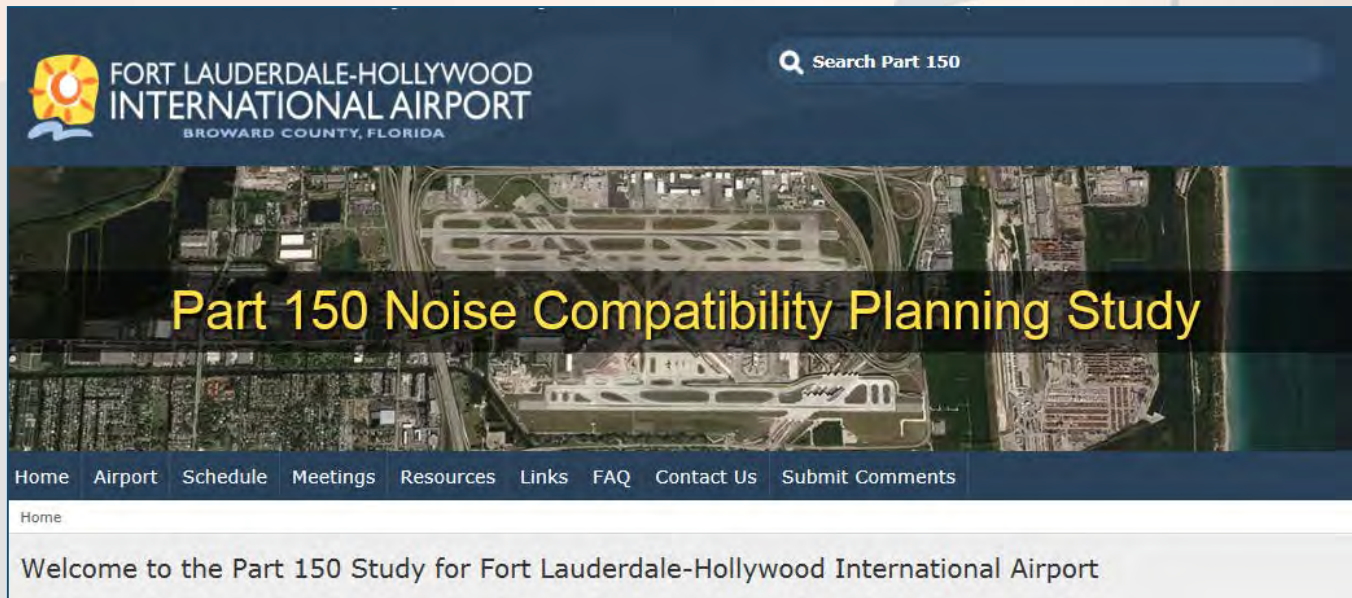 FORT LAUDERDALE-HOLLYWOOD
INTERNATIONAL AIRPORT
BROWARD COUNTY, FLORIDA
Search Part 150
Part 150 Noise Compatibility Planning Study
Home Airport Schedule Meetings Resources Links FAQ Contact Us Submit Comments
Home
Welcome to the Part 150 Study for Fort Lauderdale-Hollywood International Airport